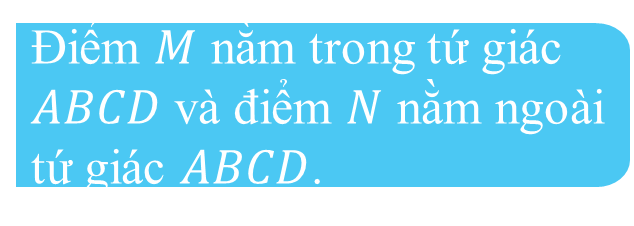 Điểm M nằm trong tứ giác
ABCD và điểm N nằm ngoài
tứ giác ABCD.